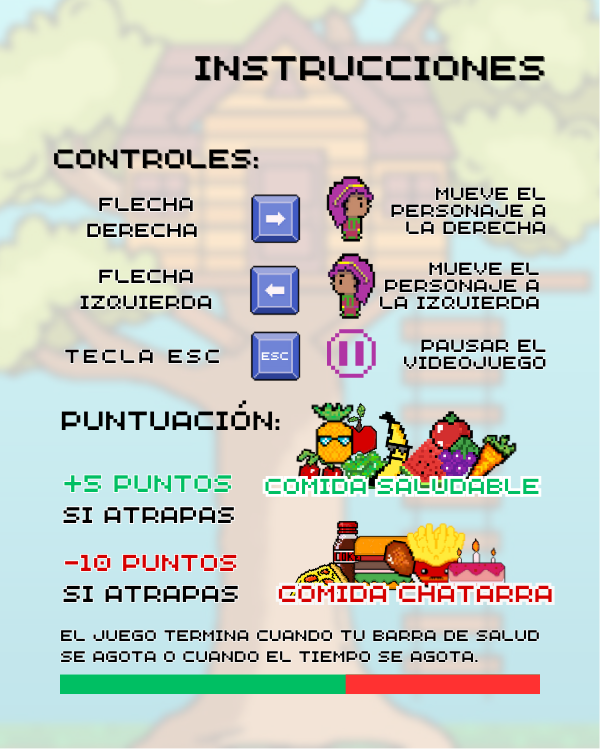 INSTRUCCIONES
CONTROLES:
FLECHA
DERECHA
MUEVE EL
PERSONAJE A
LA DERECHA
FLECHA
IZQUIERDA
MUEVE EL
PERSONAJE A
LA IZQUIERDA
TECLA ESC
ESC
PAUSAR EL
VIDEOJUEGO
PUNTUACIÓN:
+5 PUNTOS
SI ATRAPAS
COMIDA SALUDABLE
-10 PUNTOS
SI ATRAPAS
COMIDA CHATARRA
EL JUEGO TERMINA CUANDO TU BARRA DE SALUD
SE AGOTA O CUANDO EL TIEMPO SE AGOTA.